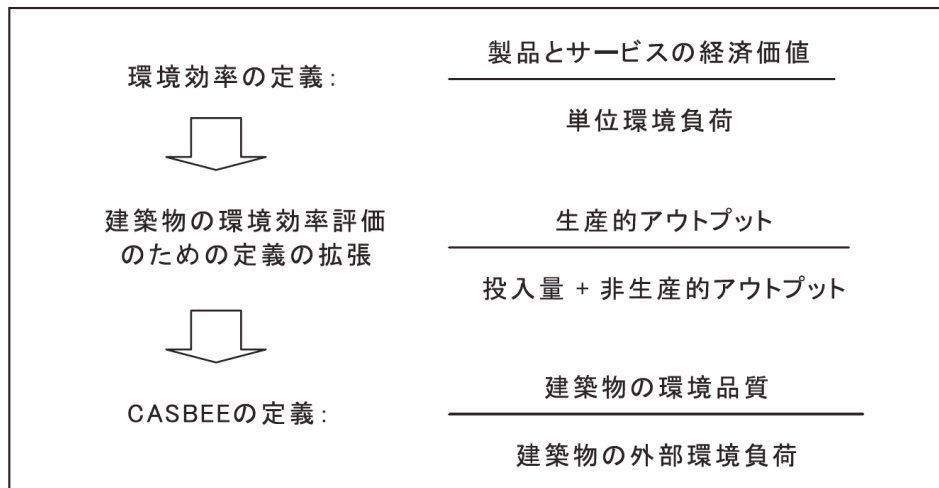 環境効率の定義:
製品とサービスの経済価値
単位環境負荷
建築物の環境効率評価
のための定義の拡張
生産的アウトプット
投入量 + 非生産的アウトプット
CASBEEの定義:
建築物の環境品質
建築物の外部環境負荷